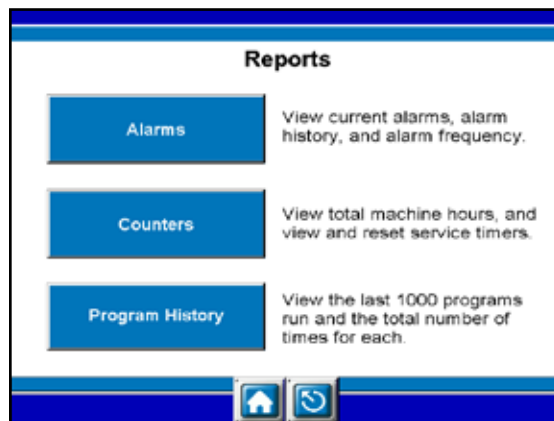 Reports
Alarms
View current alarms, alarm
history, and alarm frequency.
Counters
View total machine hours, and
view and reset service timers.
Program History
View the last 1000 programs
run and the total number of
times for each.